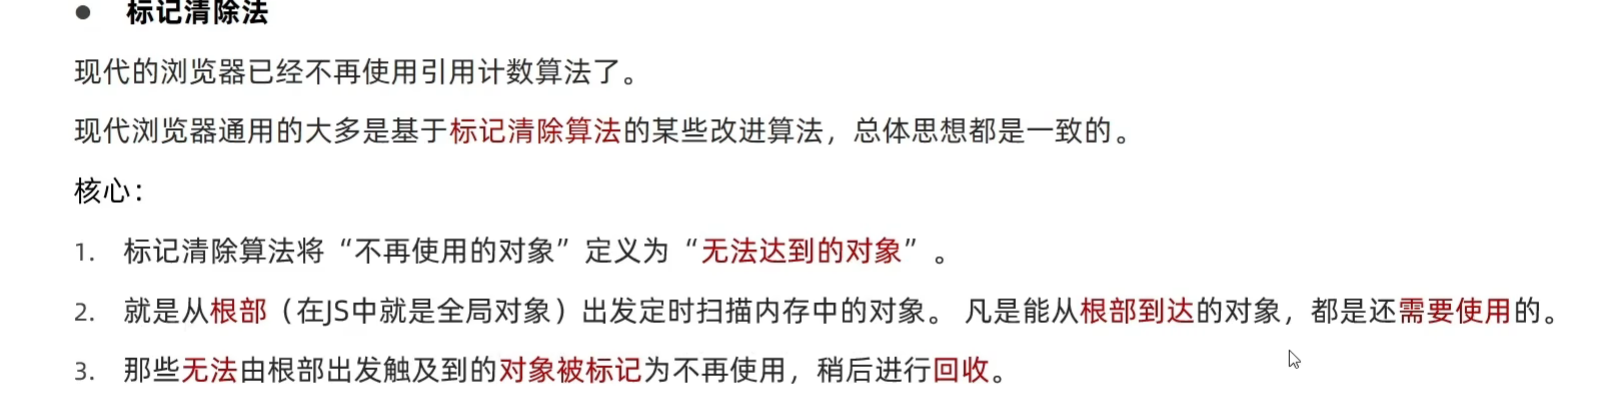 ● 标记清除法
现代的浏览器已经不再使用引用计数算法了。
现代浏览器通用的大多是基于标记清除算法的某些改进算法，总体思想都是一致的。
核心：
1. 标记清除算法将“不再使用的对象”定义为“无法达到的对象”。
2. 就是从根部（在JS中就是全局对象）出发定时扫描内存中的对象。 凡是能从根部到达的对象，都是还需要使用的。
3. 那些无法由根部出发触及到的对象被标记为不再使用，稍后进行回收。